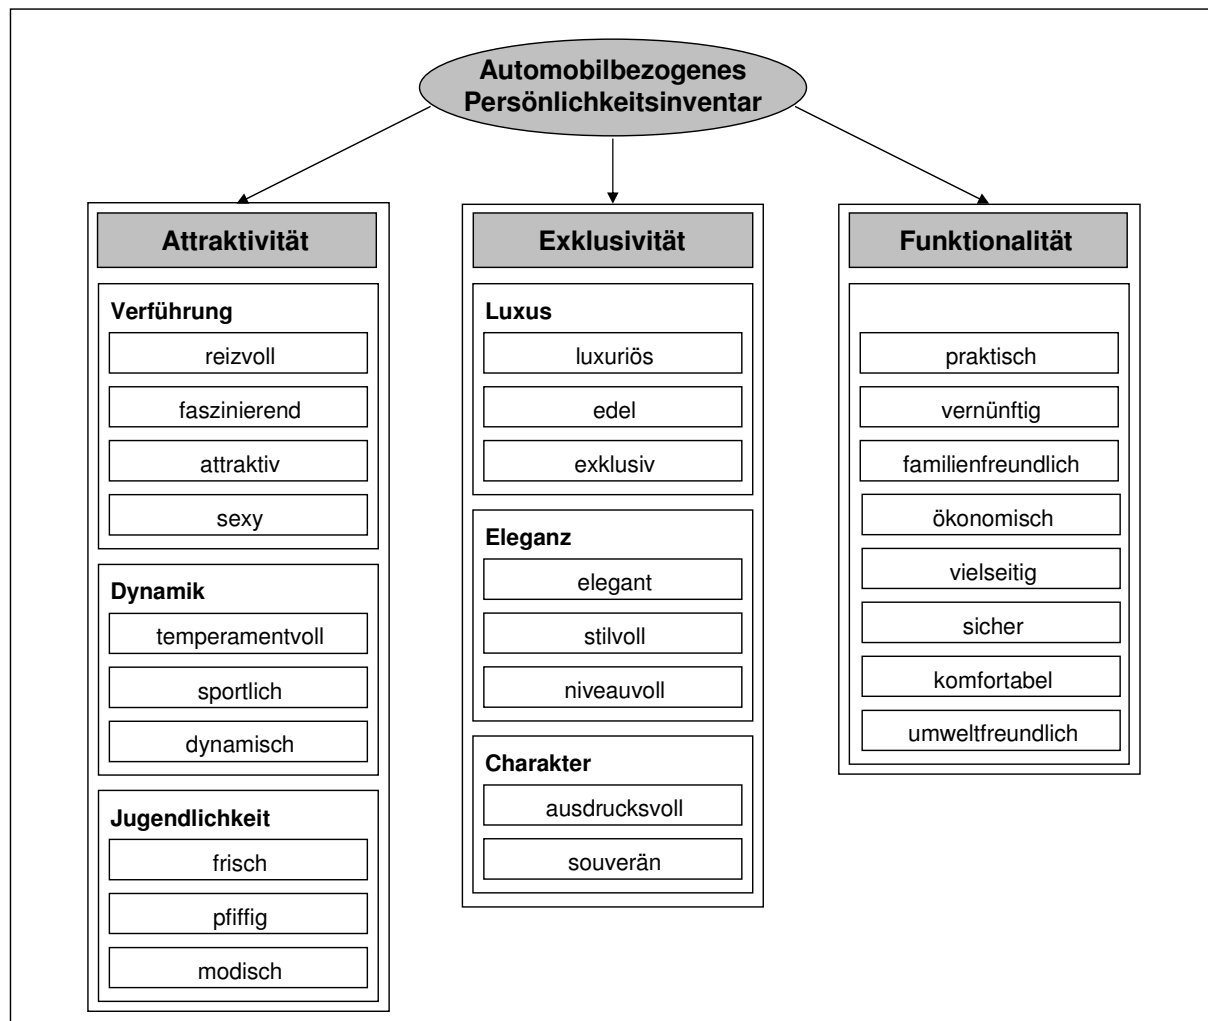 Automobilbezogenes
Persönlichkeitsinventar
Attraktivität
Verführung
reizvoll
faszinierend
attraktiv
sexy
Dynamik
temperamentvoll
sportlich
dynamisch
Jugendlichkeit
frisch
pfiffig
modisch
Exklusivität
Luxus
luxuriös
edel
exklusiv
Eleganz
elegant
stilvoll
niveauvoll
Charakter
ausdrucksvoll
souverän
Funktionalität
praktisch
vernünftig
familienfreundlich
ökonomisch
vielseitig
sicher
komfortabel
umweltfreundlich